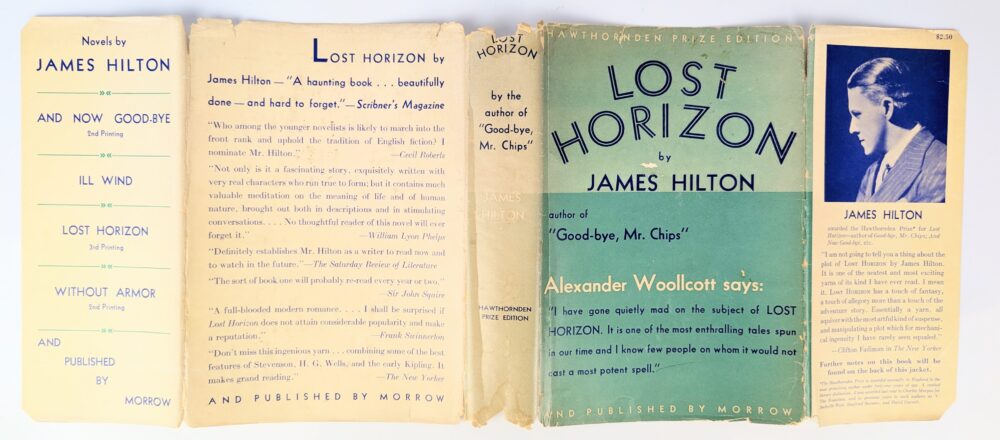 Novels by
JAMES HILTON
AND NOW GOOD-BYE
2nd Printing
ILL WIND
LOST HORIZON
3rd Printing
WITHOUT ARMOR
2nd Printing
AND
PUBLISHED
BY
MORROW
LOST HORIZON by
James Hilton — "A haunting book . . . beautifully
done — and hard to forget." — Scribner's Magazine
"Who among the younger novelists is likely to march into the
front rank and uphold the tradition of English fiction? I
nominate Mr. Hilton." —Cecil Roberts
"Not only is it a fascinating story, exquisitely written with
very real characters who run true to form; but it contains much
valuable meditation on the meaning of life and of human
nature, brought out both in descriptions and in stimulating
conversations. . . . No thoughtful reader of this novel will ever
forget it." —William Lyon Phelps
"Definitely establishes Mr. Hilton as a writer to read now and
to watch in the future." —The Saturday Review of Literature
"The sort of book one will probably re-read every year or two."
—Sir John Squire
"A full-blooded modern romance. . . . I shall be surprised if
Lost Horizon does not attain considerable popularity and make
a reputation." —Frank Swinnerton
"Don't miss this ingenious yarn . . . combining some of the best
features of Stevenson, H. G. Wells, and the early Kipling. It
makes grand reading." —The New Yorker
AND PUBLISHED BY MORROW
LOST
HORIZON
by the
author of
"Good-bye,
Mr. Chips"
JAMES
HILTON
HAWTHORNDEN
PRIZE EDITION
HAWTHORNDEN PRIZE EDITION
LOST
HORIZON
by
JAMES HILTON
author of
"Good-bye, Mr. Chips"
Alexander Woollcott says:
"I have gone quietly mad on the subject of LOST
HORIZON. It is one of the most enthralling tales spun
in our time and I know few people on whom it would not
cast a most potent spell."
AND PUBLISHED BY MORROW
$2.50
JAMES HILTON
awarded the Hawthornden Prize* for Lost
Horizon—author of Good-bye, Mr. Chips; And
Now Good-bye, etc.
"I am not going to tell you a thing about the
plot of LOST HORIZON by James Hilton.
It is one of the neatest and most exciting
yarns of its kind I have ever read. I mean
it. LOST HORIZON has a touch of fantasy,
a touch of allegory more than a touch of the
adventure story. Essentially a yarn, all
aquiver with the most artful kind of suspense,
and manipulating a plot which for mechani-
cal ingenuity I have rarely seen equaled."
—Clifton Fadiman in The New Yorker
Further notes on this book will be
found on the back of this jacket.